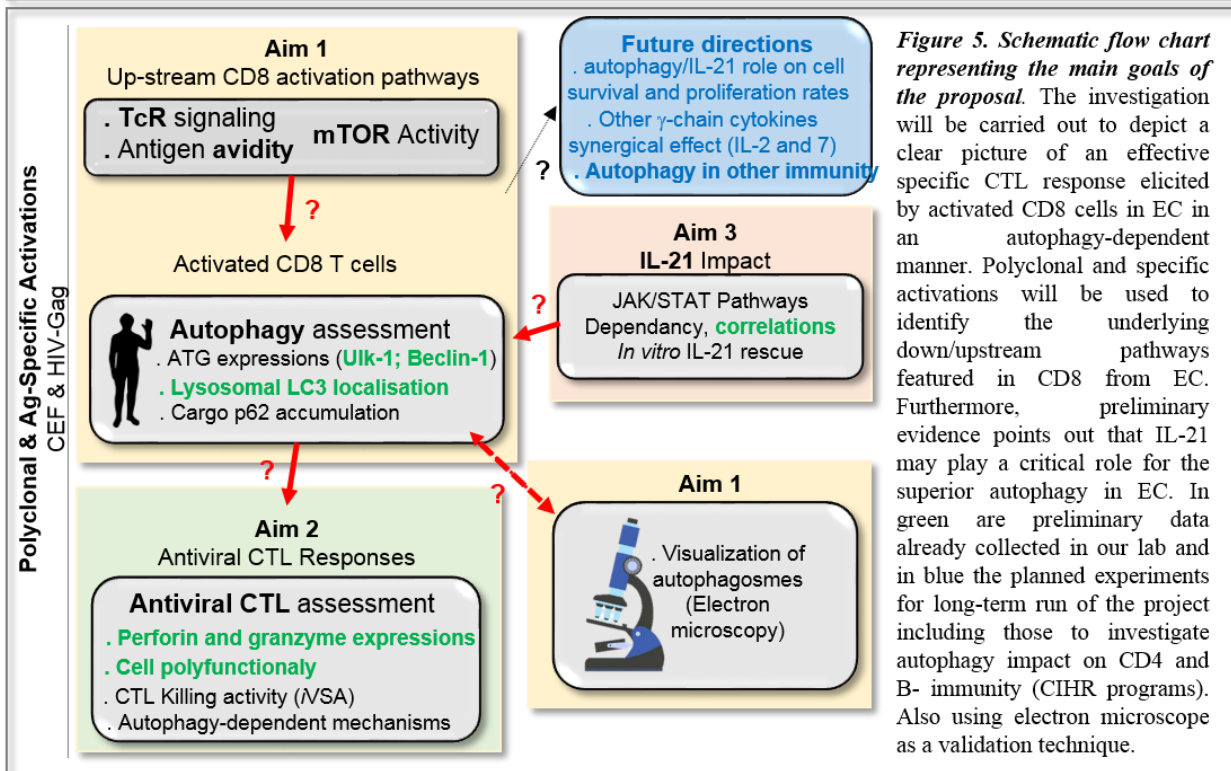 Polyclonal & Ag-Specific Activations
CEF & HIV-Gag
Aim 1
Up-stream CD8 activation pathways
. TcR signaling
. Antigen avidity
mTOR Activity
?
Activated CD8 T cells
Autophagy assessment
. ATG expressions (Ulk-1; Beclin-1)
. Lysosomal LC3 localisation
. Cargo p62 accumulation
?
Aim 2
Antiviral CTL Responses
Antiviral CTL assessment
. Perforin and granzyme expressions
. Cell polyfunctionaly
. CTL Killing activity (iVSA)
. Autophagy-dependent mechanisms
Future directions
. autophagy/IL-21 role on cell
survival and proliferation rates
. Other γ-chain cytokines
synergical effect (IL-2 and 7)
. Autophagy in other immunity
?
Aim 3
IL-21 Impact
JAK/STAT Pathways
Dependancy, correlations
In vitro IL-21 rescue
?
?
Aim 1
. Visualization of
autophagosmes
(Electron
microscopy)
Figure 5. Schematic flow chart
representing the main goals of
the proposal. The investigation
will be carried out to depict a
clear picture of an effective
specific CTL response elicited
by activated CD8 cells in EC in
an autophagy-dependent
manner. Polyclonal and specific
activations will be used to
identify the underlying
down/upstream pathways
featured in CD8 from EC.
Furthermore, preliminary
evidence points out that IL-21
may play a critical role for the
superior autophagy in EC. In
green are preliminary data
already collected in our lab and
in blue the planned experiments
for long-term run of the project
including those to investigate
autophagy impact on CD4 and
B- immunity (CIHR programs).
Also using electron microscope
as a validation technique.